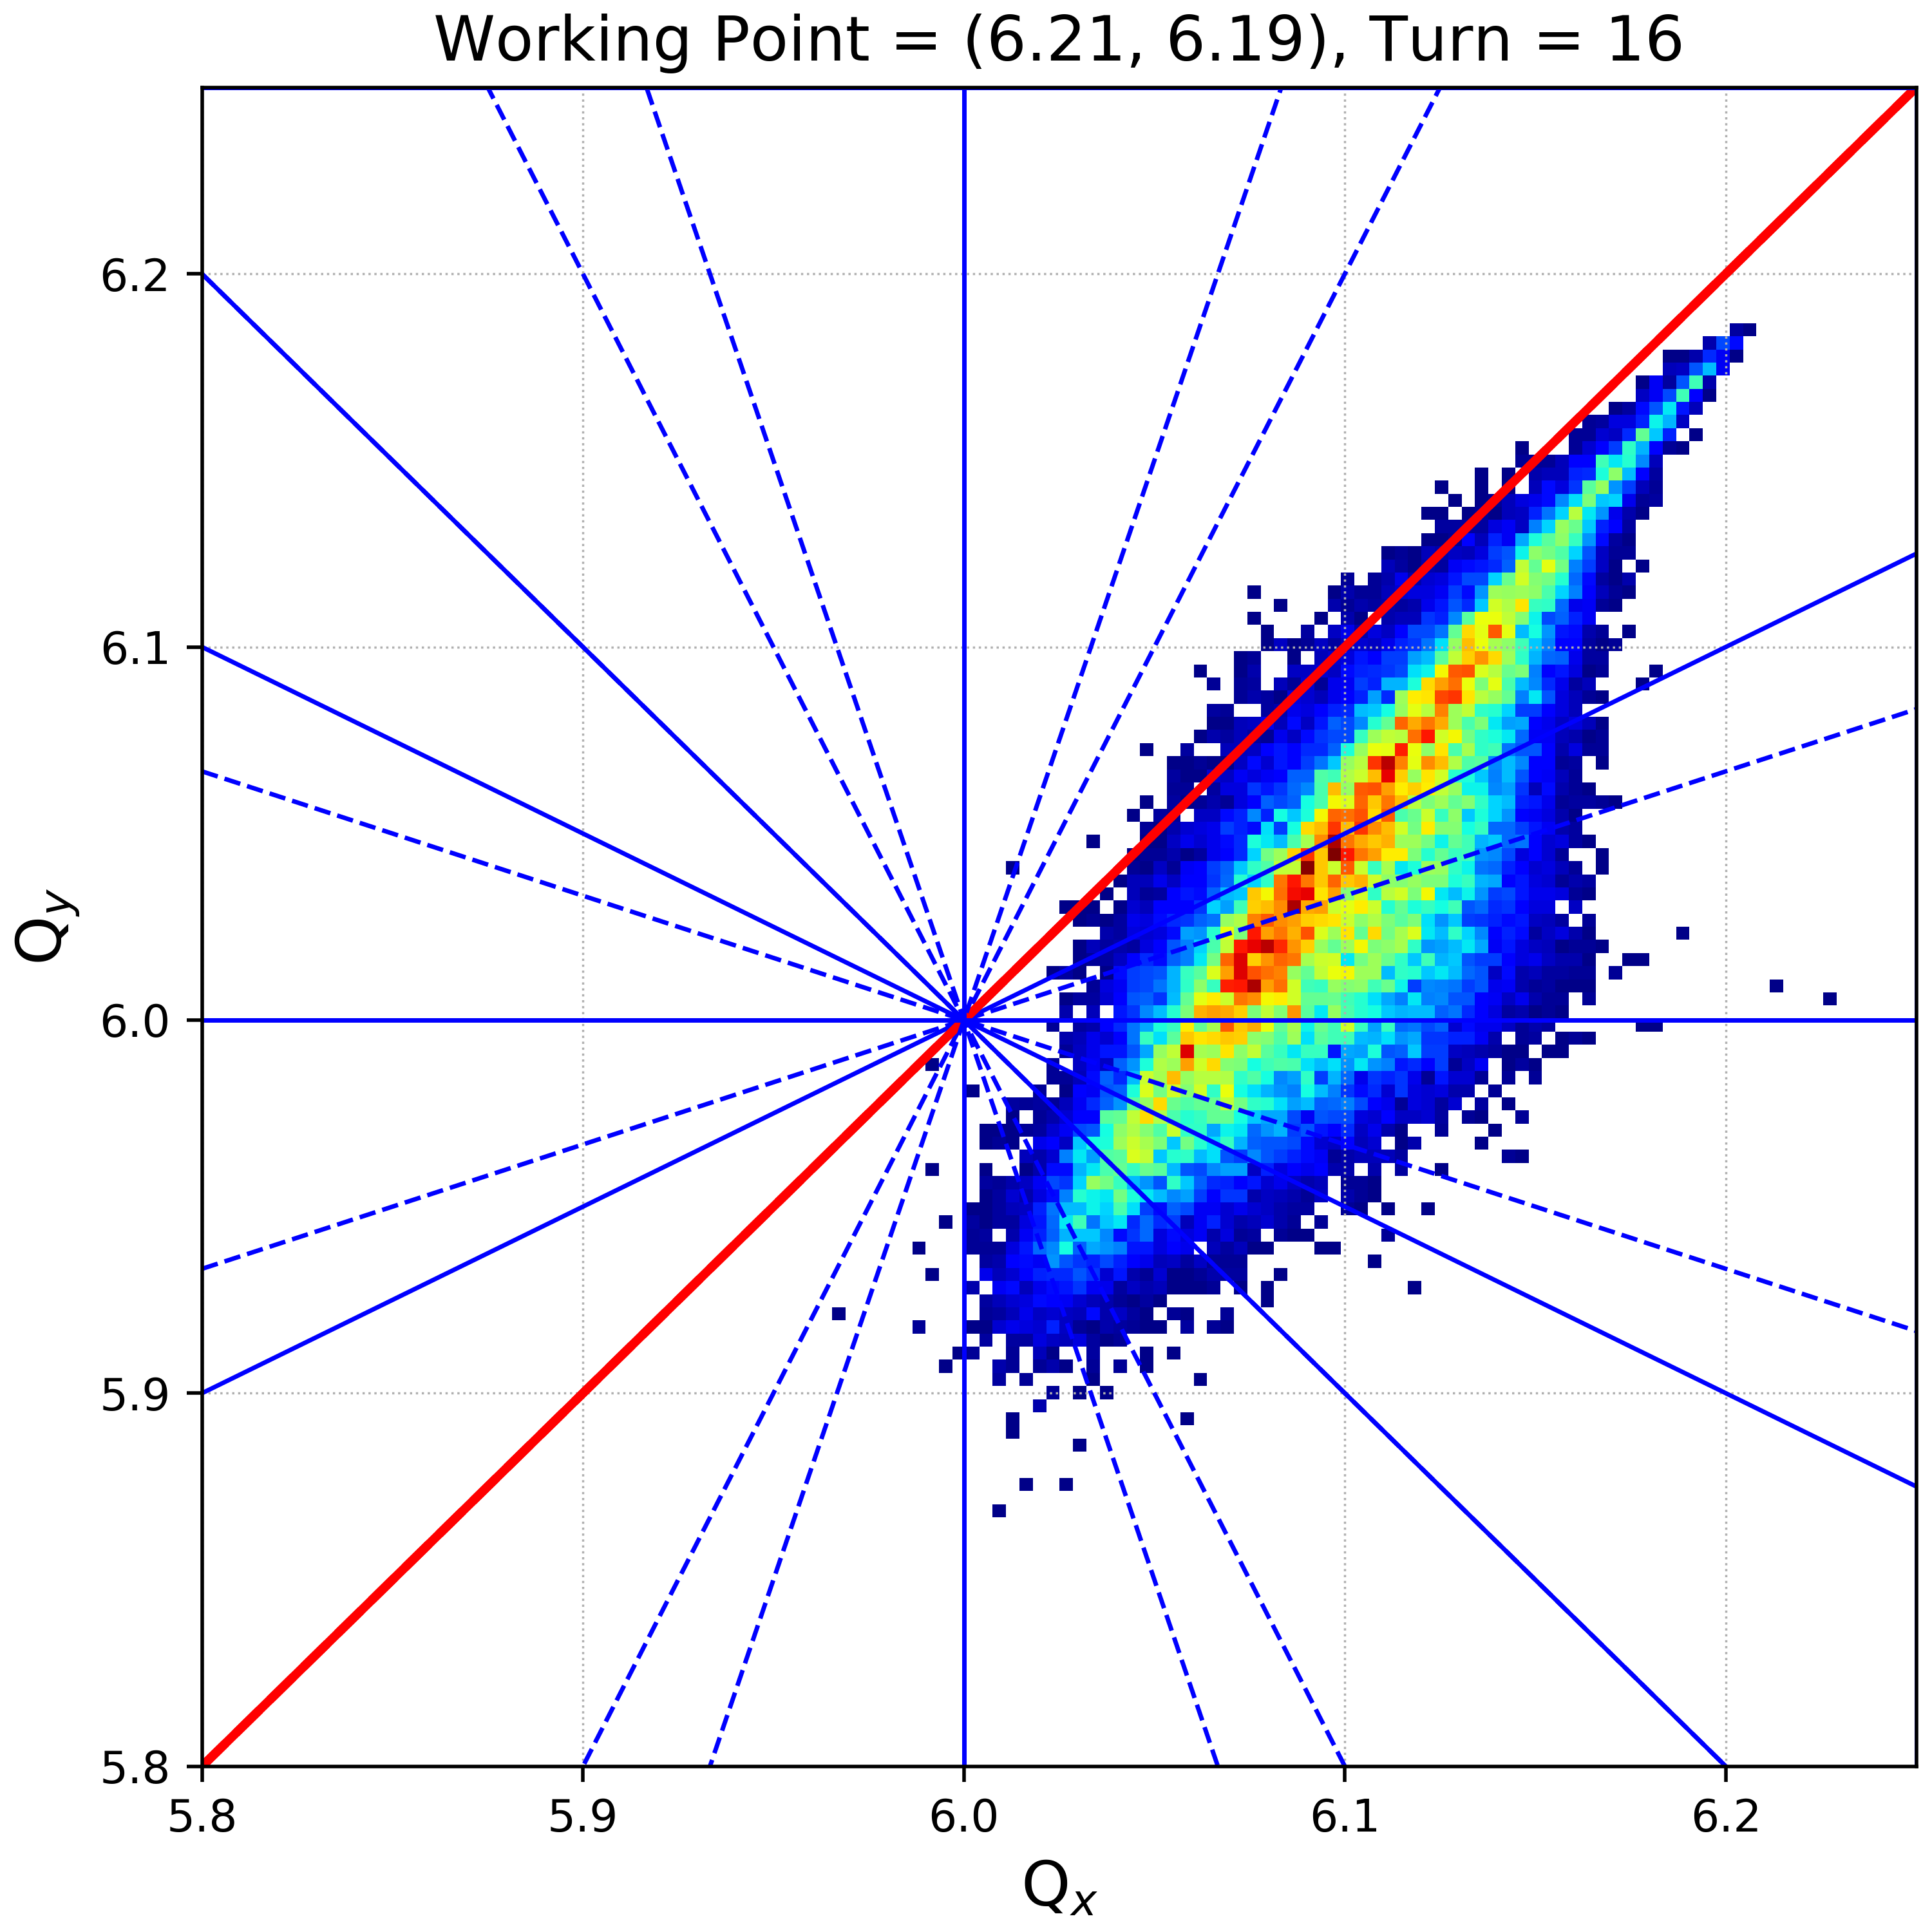 Working Point = (6.21, 6.19), Turn = 16
6.2
6.1
6.0
5.9
5.8
Qy
5.8 5.9 6.0 6.1 6.2
Qx